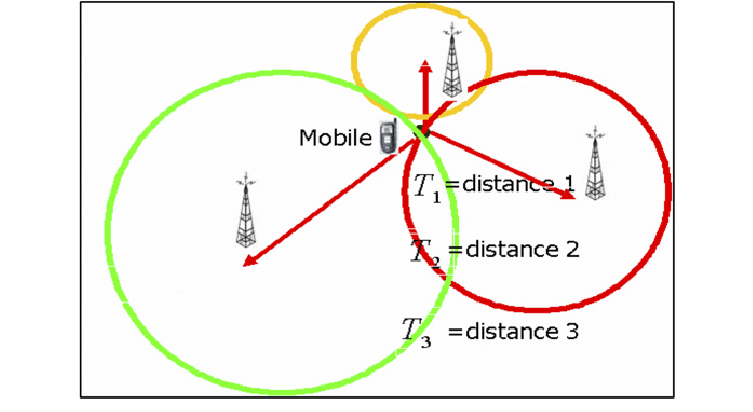 Mobile
T1 =distance 1
T2 =distance 2
T3 =distance 3